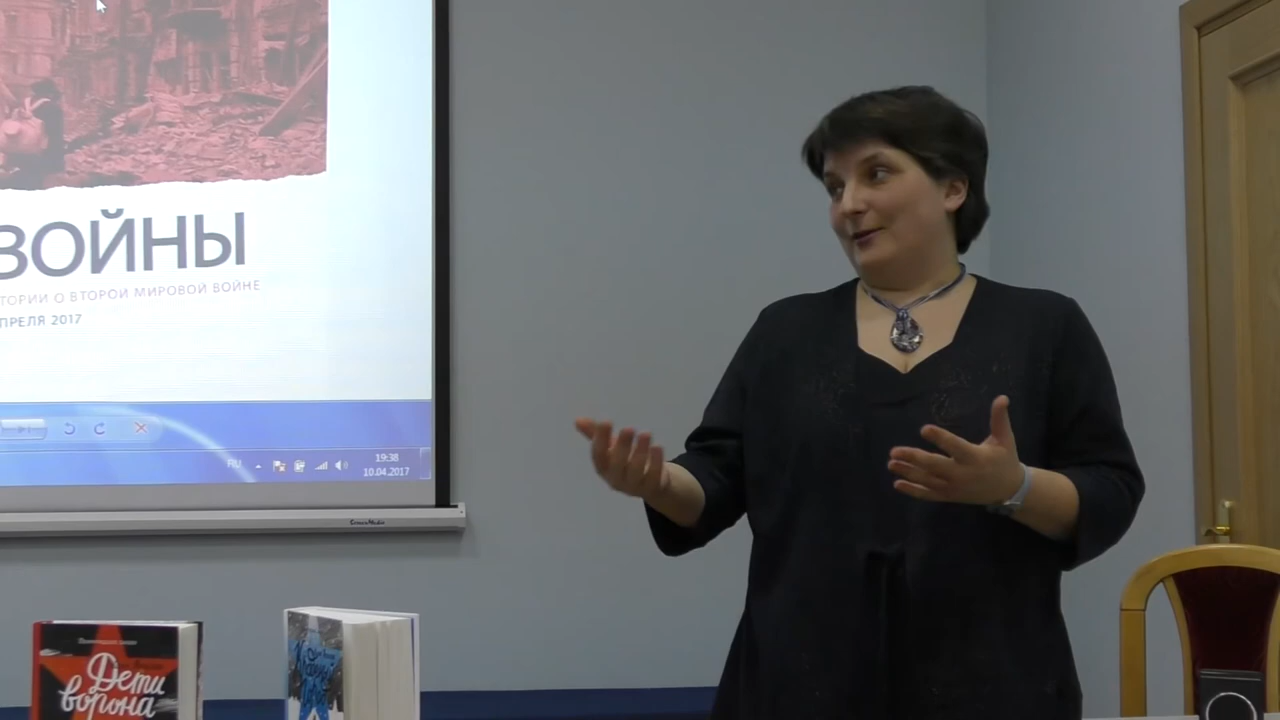 ВОЙНЫ
ТОРИИ О ВТОРОЙ МИРОВОЙ ВОЙНЕ
ПРЕЛЯ 2017
RU
19:38
10.04.2017
Дети
ворона